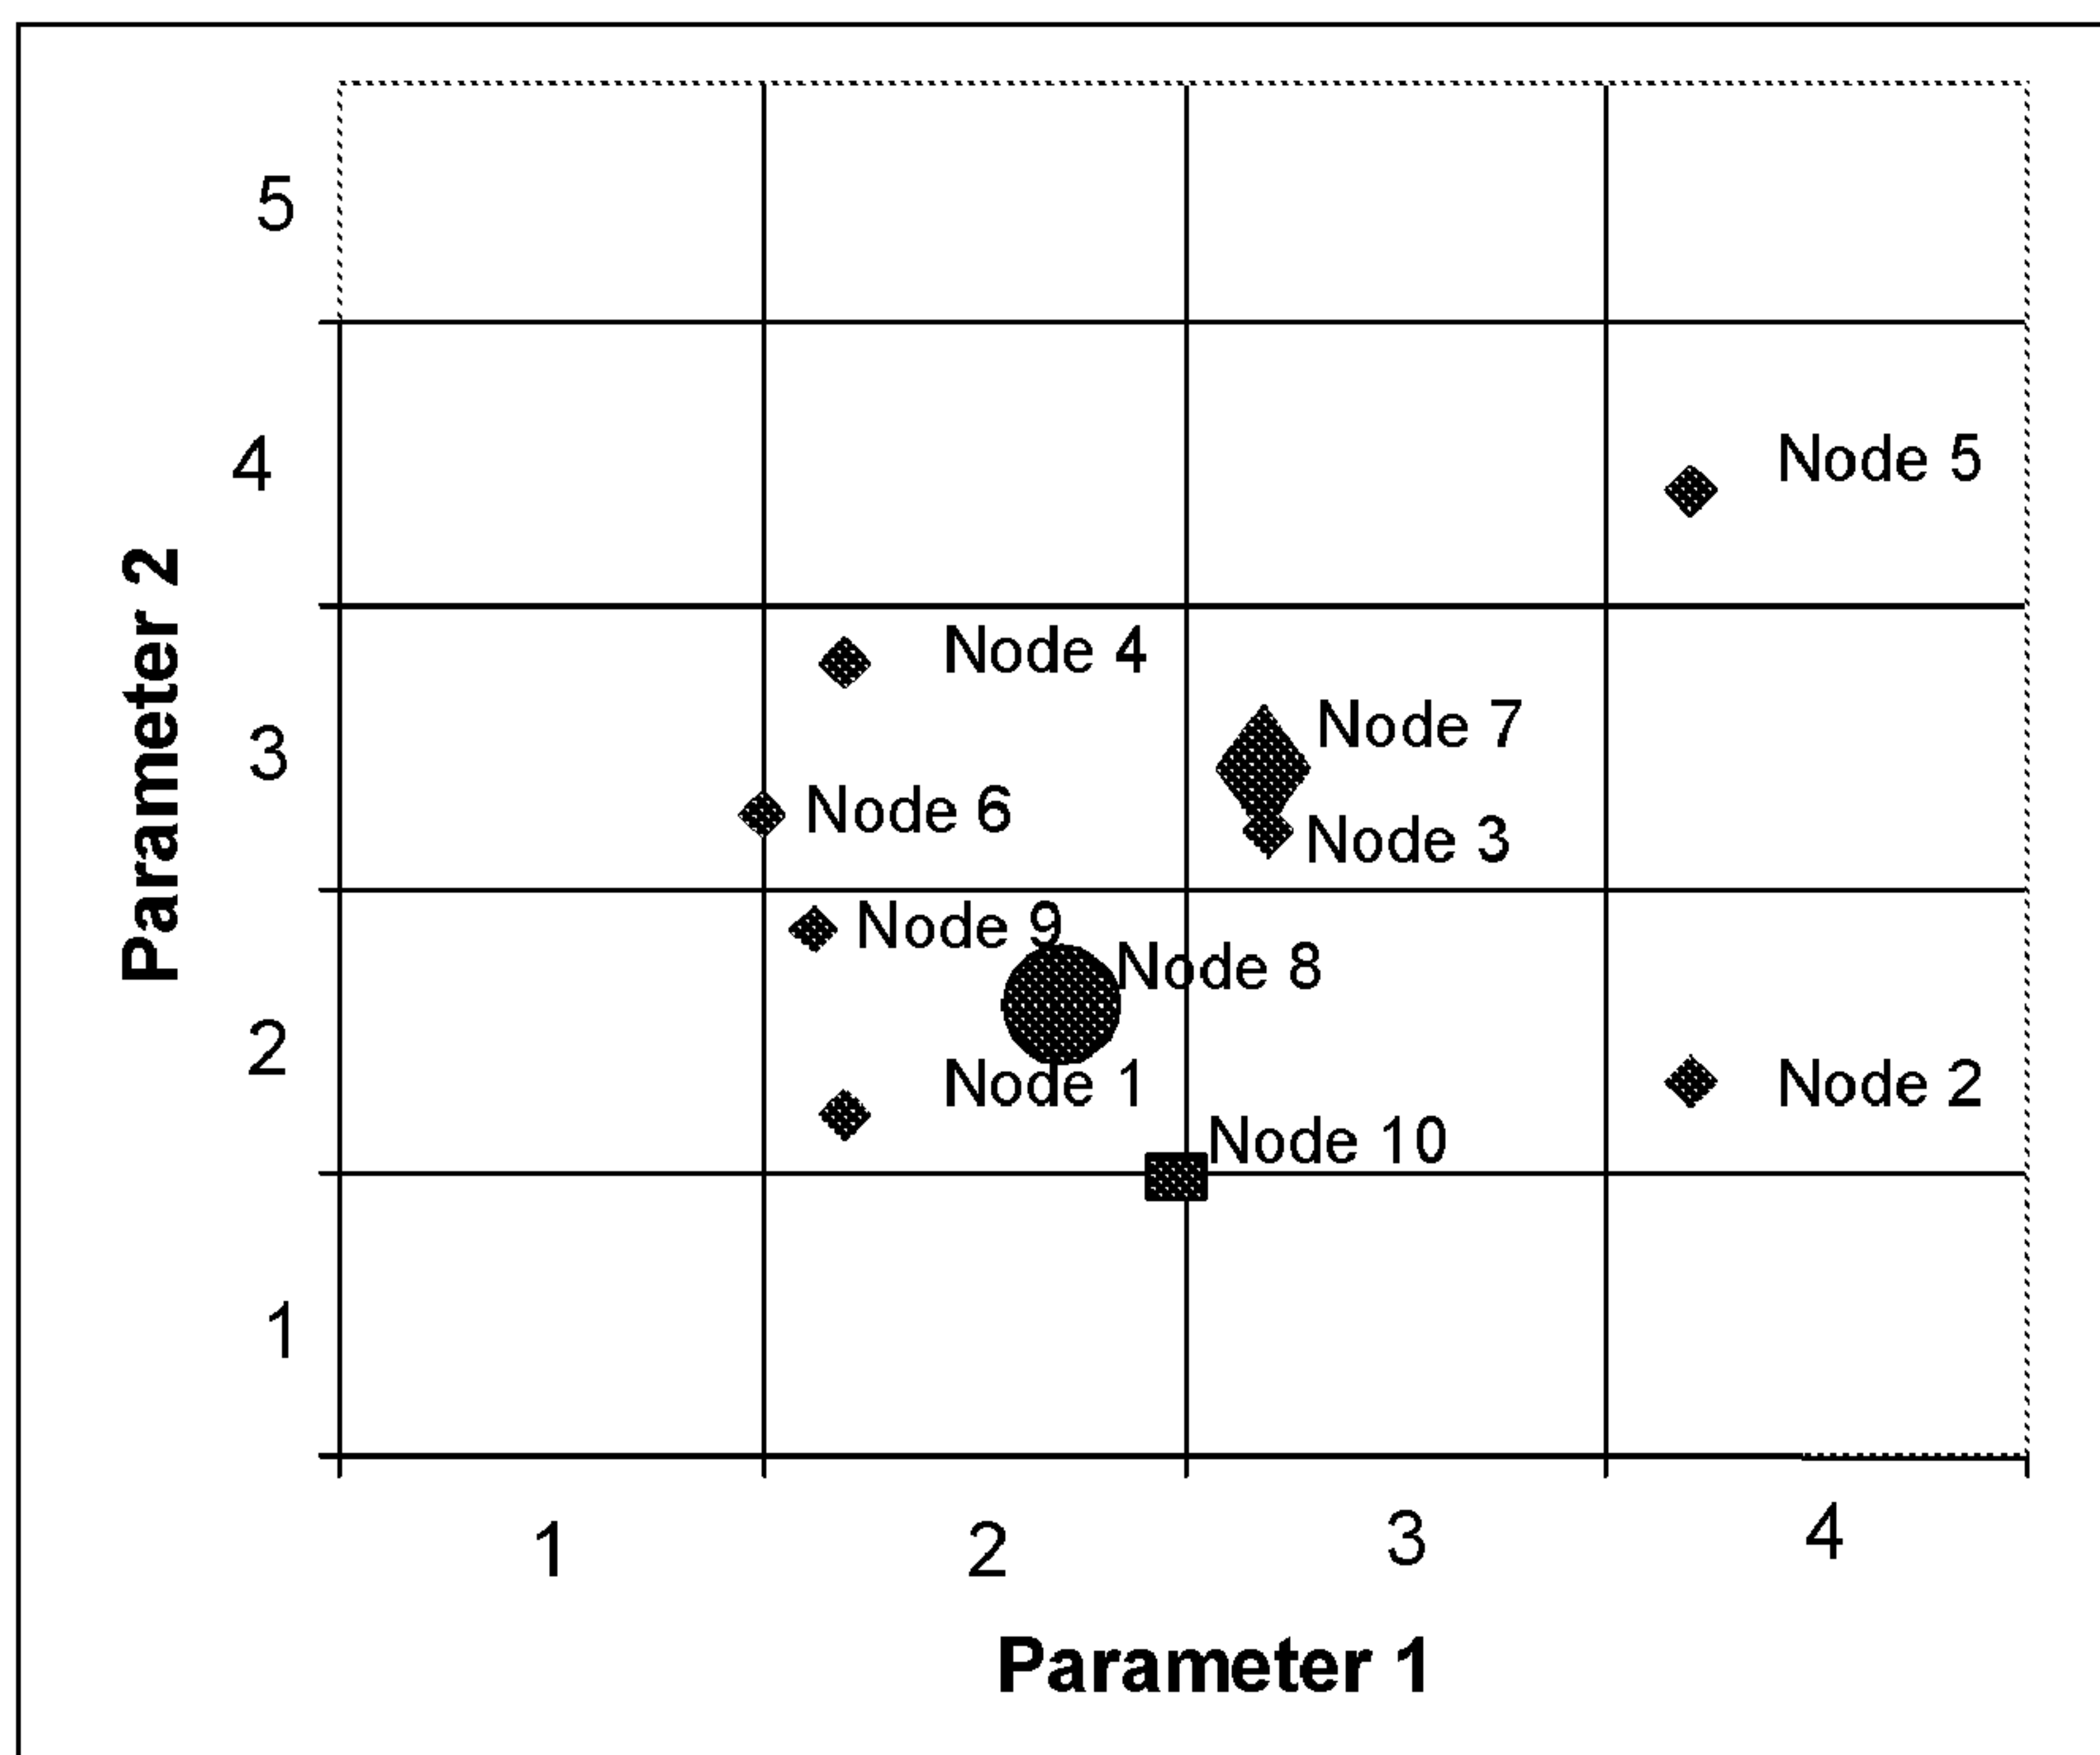 5
4
Node 5
Node 4
Parameter 2
3
Node 7
Node 6
Node 3
Node 9
Node 8
2
Node 1
Node 2
Node 10
1
1
2
3
4
Parameter 1